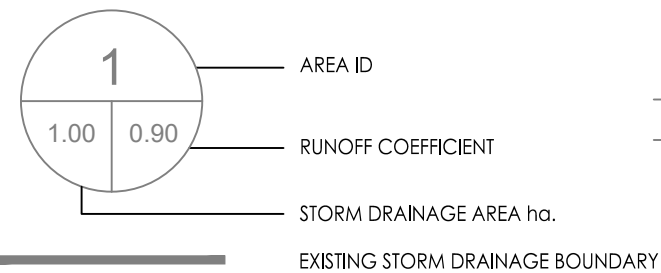 1
AREA ID
1.00 0.90
RUNOFF COEFFICIENT
STORM DRAINAGE AREA ha.
EXISTING STORM DRAINAGE BOUNDARY